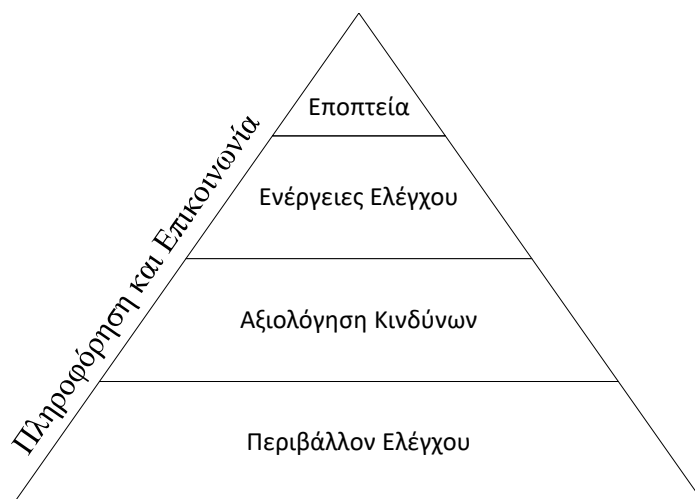 Εποπτεία
Ενέργειες Ελέγχου
Αξιολόγηση Κινδύνων
Περιβάλλον Ελέγχου
Πληροφόρηση και Επικοινωνία